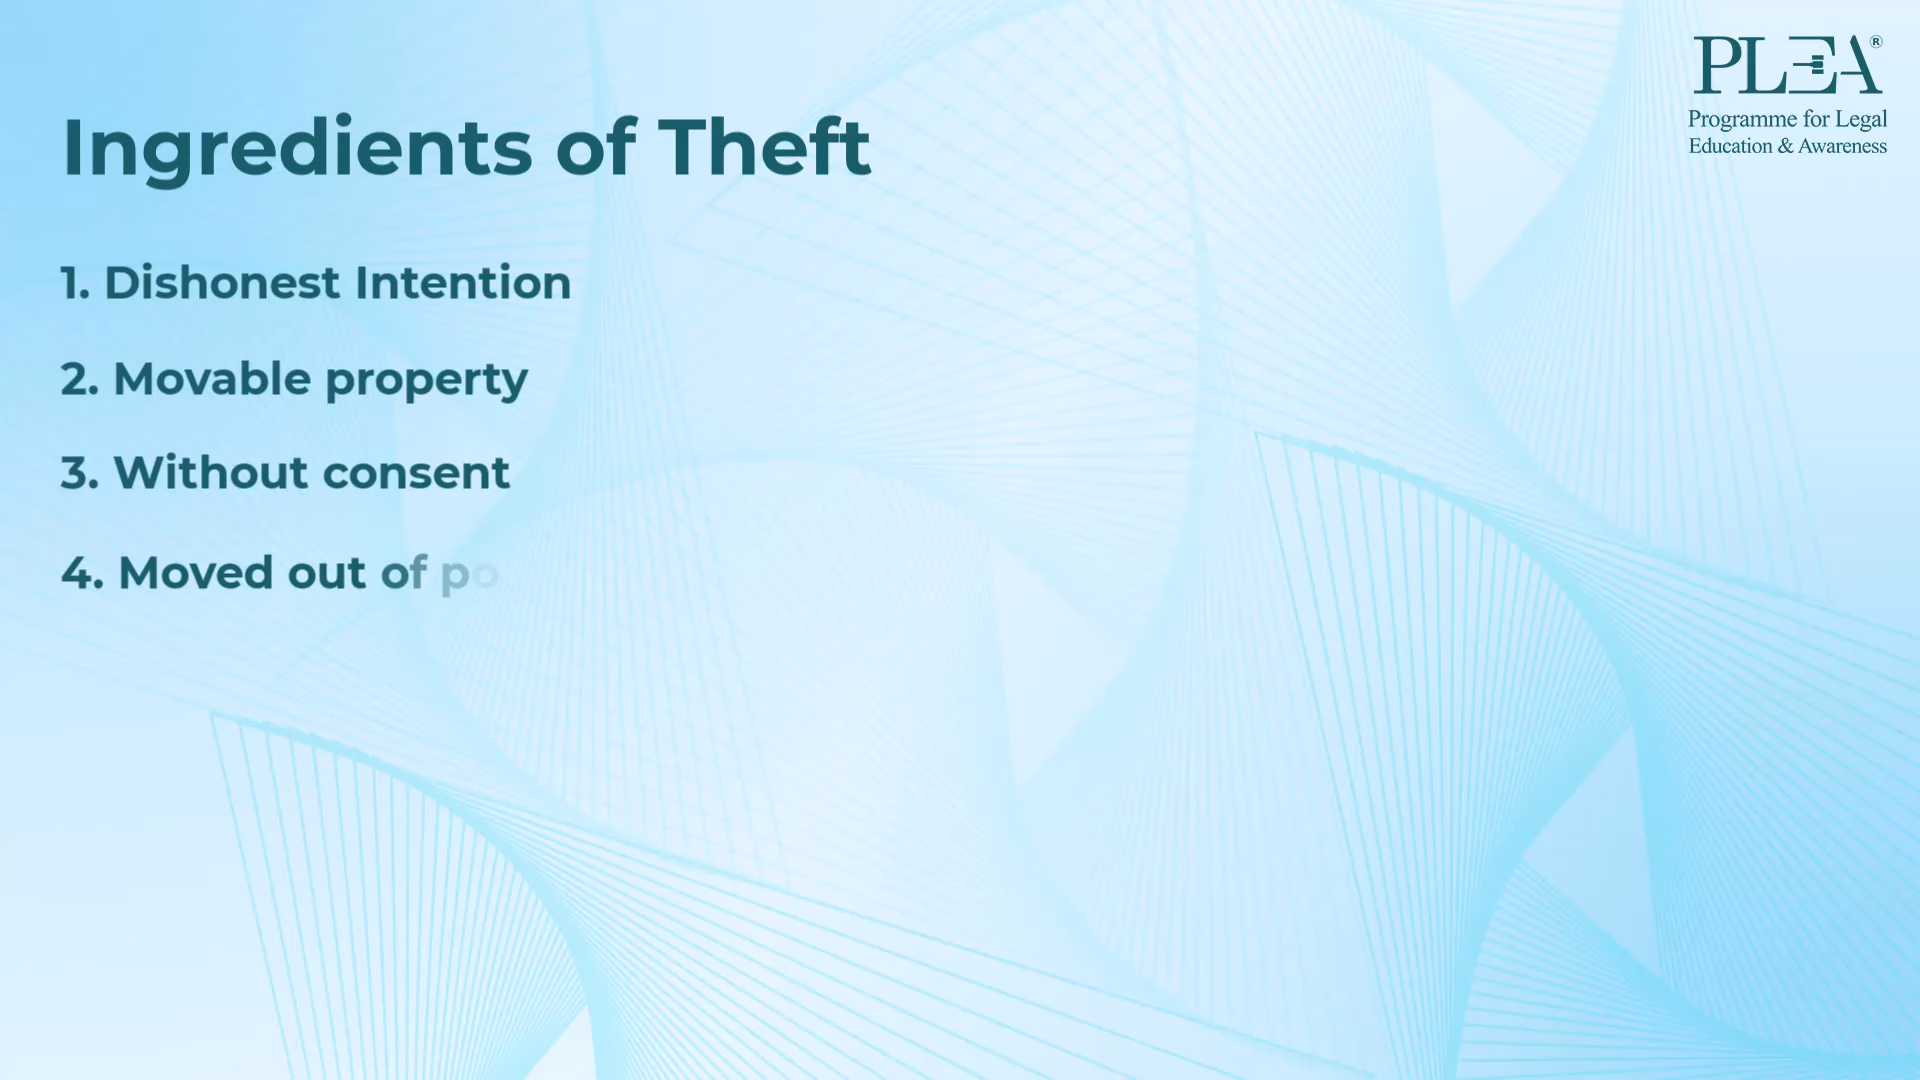 Ingredients of Theft
1. Dishonest Intention
2. Movable property
3. Without consent
4. Moved out of po
PLEA®
Programme for Legal
Education & Awareness